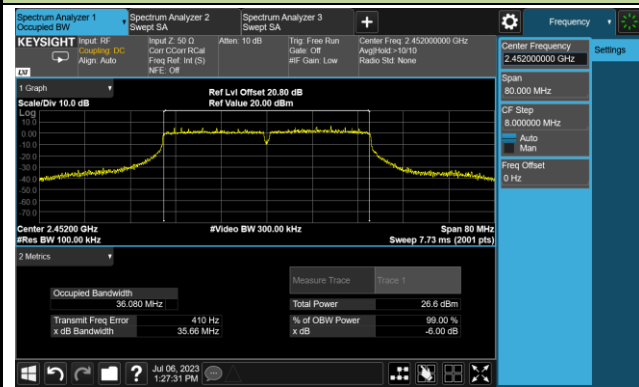 Spectrum Analyzer 1
Occupied BW
Spectrum Analyzer 2
Swept SA
Spectrum Analyzer 3
Swept SA
+
Frequency
KEYSIGHT
Input: RF
Coupling: DC
Align: Auto
LXI
Input Z: 50 Ω
Corr CCorr RCal
Freq Ref: Int (S)
NFE: Off
Atten: 10 dB
Trig: Free Run
Gate: Off
#IF Gain: Low
Center Freq: 2.452000000 GHz
Avg|Hold:>10/10
Radio Std: None
Center Frequency
2.452000000 GHz
Settings
Span
80.000 MHz
CF Step
8.000000 MHz
Auto
Man
Freq Offset
0 Hz
1 Graph
Scale/Div 10.0 dB
Ref Lvl Offset 20.80 dB
Ref Value 20.00 dBm
Log
10.0
0.00
-10.0
-20.0
-30.0
-40.0
-50.0
-60.0
-70.0
Center 2.45200 GHz
#Video BW 300.00 kHz
Span 80 MHz
#Res BW 100.00 kHz
Sweep 7.73 ms (2001 pts)
2 Metrics
Measure Trace
Trace 1
Occupied Bandwidth
36.080 MHz
Total Power
26.6 dBm
Transmit Freq Error
410 Hz
% of OBW Power
99.00 %
x dB Bandwidth
35.66 MHz
x dB
-6.00 dB
?
Jul 06, 2023
1:27:31 PM